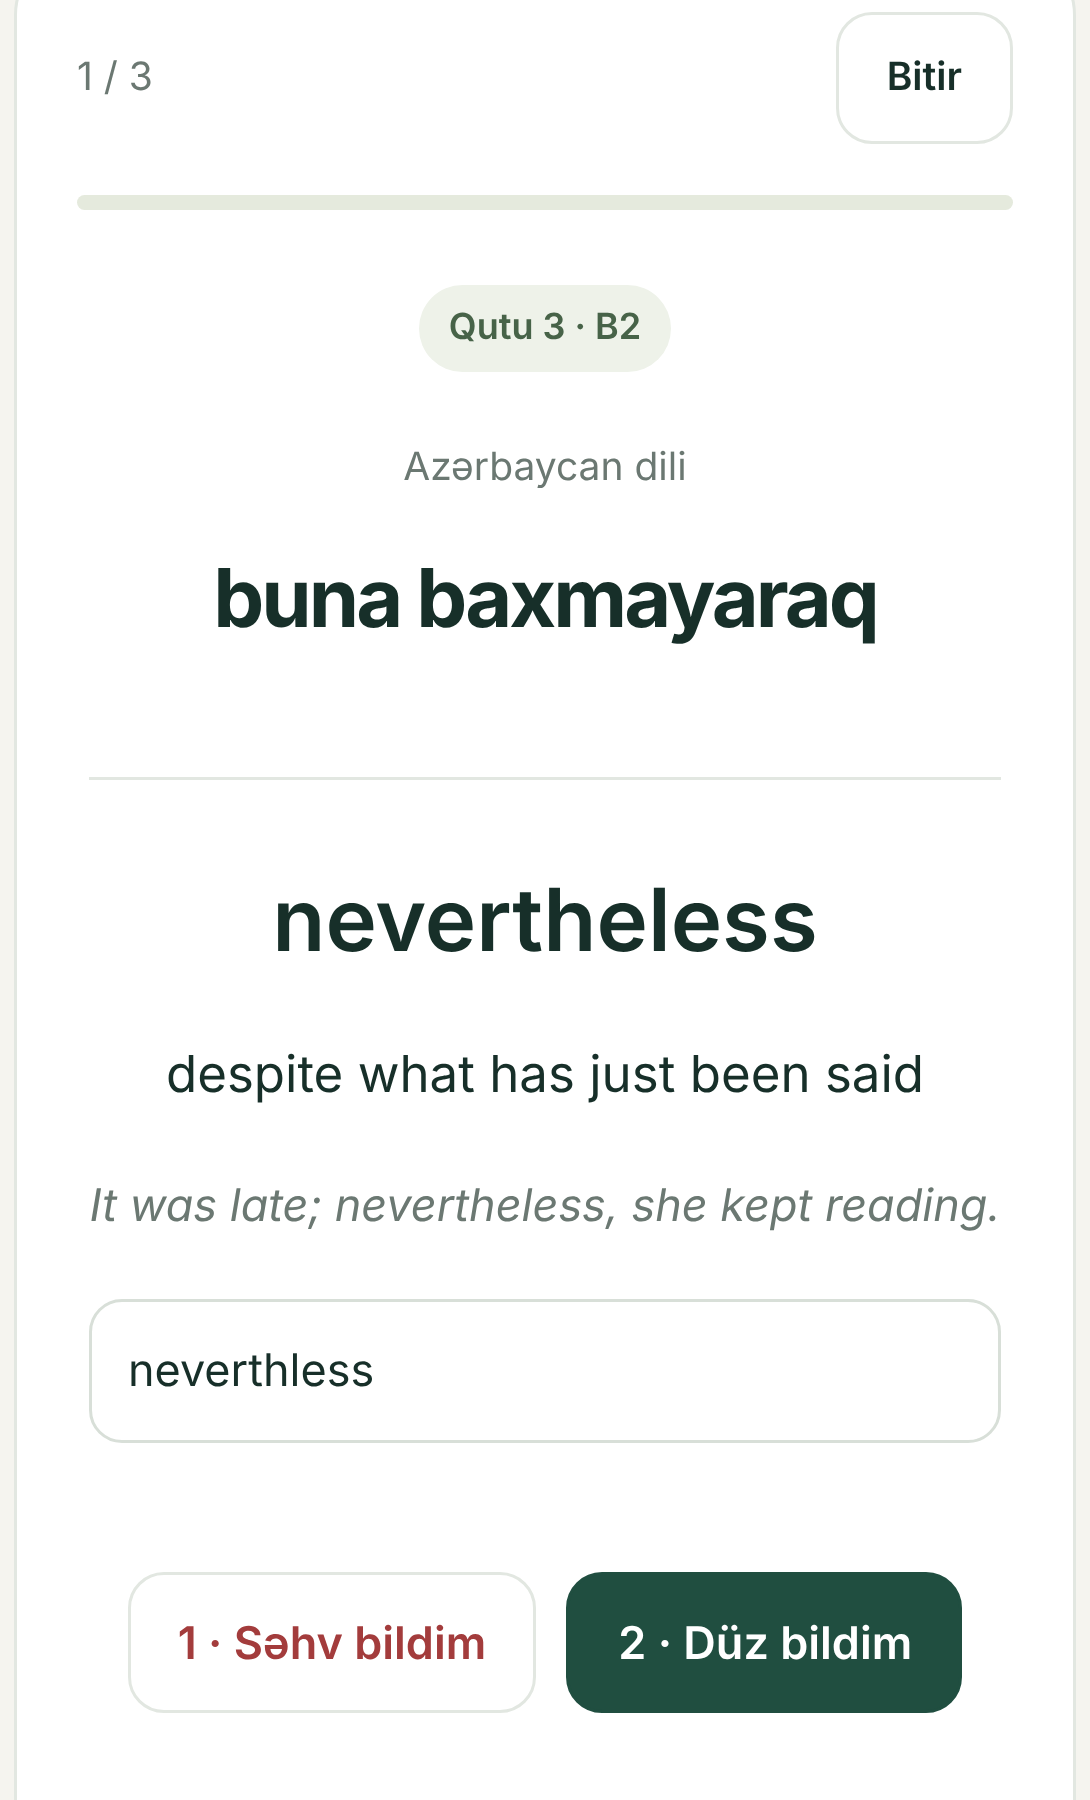 1 / 3
Bitir
Qutu 3 · B2
Azərbaycan dili
buna baxmayaraq
nevertheless
despite what has just been said
It was late; nevertheless, she kept reading.
neverthless
1 · Səhv bildim
2 · Düz bildim